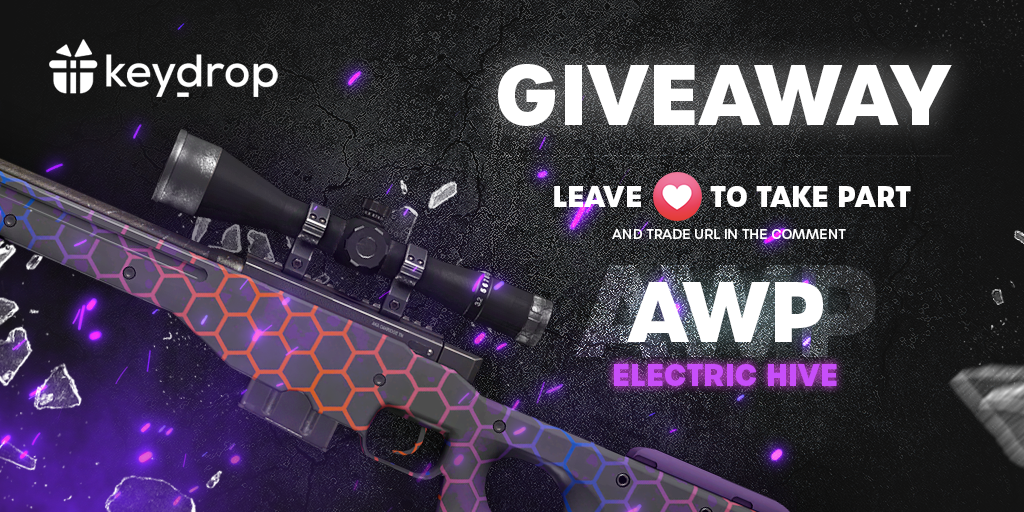 keydrop
GIVEAWAY
LEAVE TO TAKE PART
AND TRADE URL IN THE COMMENT
AWP
ELECTRIC HIVE